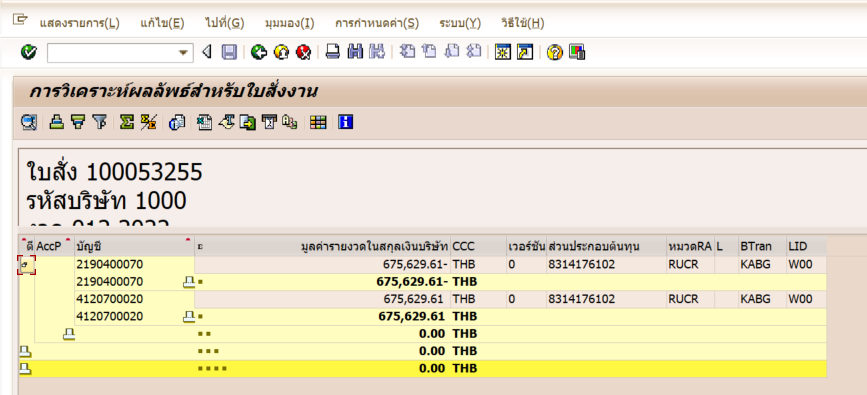 แสดงรายการ(L) แก้ไข(E) ไปที่(G) มุมมอง(I) การกำหนดค่า(S) ระบบ(Y) วิธีใช้(H)
การวิเคราะห์ผลลัพธ์สำหรับใบสั่งงาน
ใบสั่ง 100053255
รหัสบริษัท 1000
งวด 012 2022
ตี AccP บัญชี มูลค่ารายงวดในสกุลเงินบริษัท CCC เวอร์ชัน ส่วนประกอบต้นทุน หมวดRA L BTran LID
2190400070 675,629.61- THB 0 8314176102 RUCR KABG W00
2190400070 675,629.61- THB
4120700020 675,629.61 THB 0 8314176102 RUCR KABG W00
4120700020 675,629.61 THB
0.00 THB
0.00 THB
0.00 THB